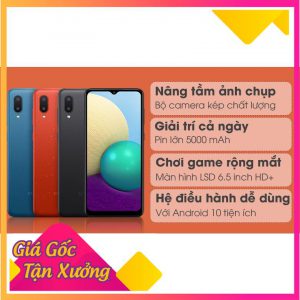 Nâng tầm ảnh chụp
Bộ camera kép chất lượng
Giải trí cả ngày
Pin lớn 5000 mAh
Chơi game rộng mắt
Màn hình LSD 6.5 inch HD+
Hệ điều hành dễ dùng
Với Android 10 tiện ích
Giá Gốc
Tận Xưởng